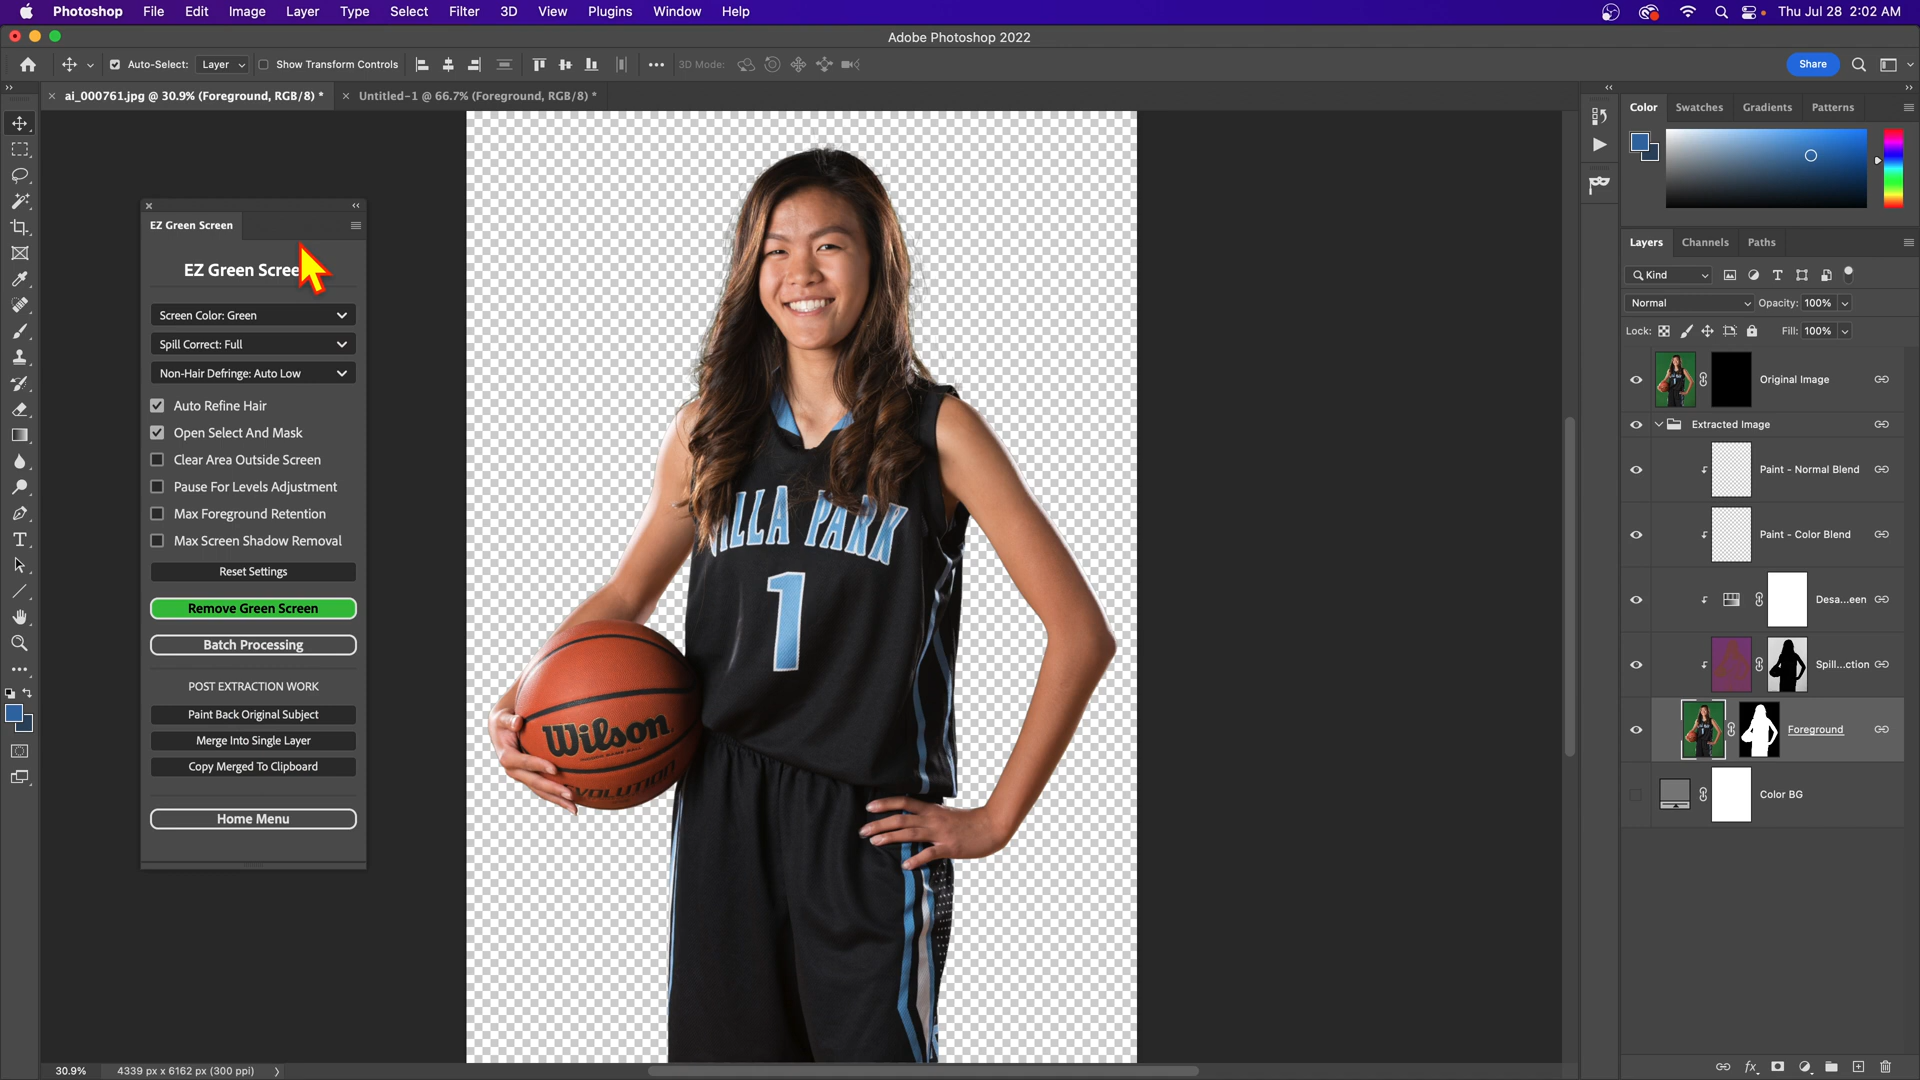 Photoshop File Edit Image Layer Type Select Filter 3D View Plugins Window Help Thu Jul 28 2:02 AM
Adobe Photoshop 2022
Auto-Select: Layer Show Transform Controls 3D Mode: Share
ai_000761.jpg @ 30.9% (Foreground, RGB/8) * Untitled-1 @ 66.7% (Foreground, RGB/8) *
EZ Green Screen
EZ Green Scree
Screen Color: Green
Spill Correct: Full
Non-Hair Defringe: Auto Low
Auto Refine Hair
Open Select And Mask
Clear Area Outside Screen
Pause For Levels Adjustment
Max Foreground Retention
Max Screen Shadow Removal
Reset Settings
Remove Green Screen
Batch Processing
POST EXTRACTION WORK
Paint Back Original Subject
Merge Into Single Layer
Copy Merged To Clipboard
Home Menu
ILLA PARK
1
Wilson
VOLUTION
Color Swatches Gradients Patterns
Layers Channels Paths
Kind
Normal Opacity: 100%
Lock: Fill: 100%
Original Image
Extracted Image
Paint - Normal Blend
Paint - Color Blend
Desa...een
Spill...ction
Foreground
Color BG
30.9% 4339 px x 6162 px (300 ppi)